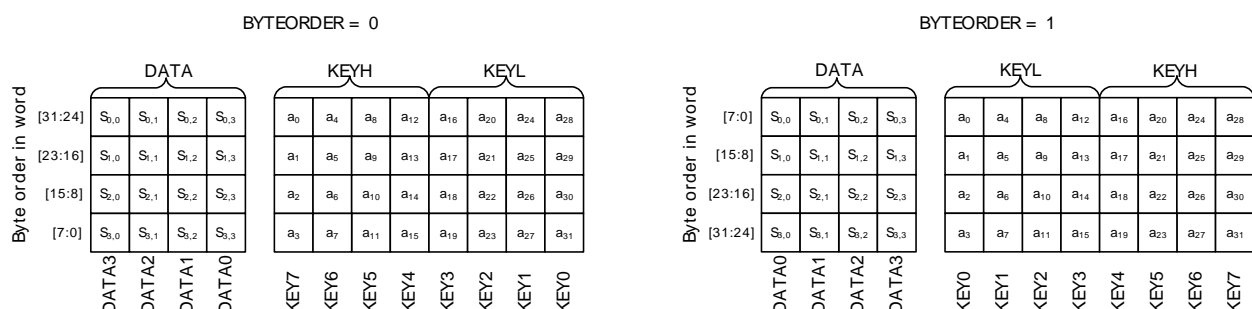 BYTEORDER = 0
BYTEORDER = 1
DATA KEYH KEYL
DATA KEYL KEYH
Byte order in word
[31:24] S0,0 S0,1 S0,2 S0,3 a0 a4 a8 a12 a16 a20 a24 a28
[23:16] S1,0 S1,1 S1,2 S1,3 a1 a5 a9 a13 a17 a21 a25 a29
[15:8] S2,0 S2,1 S2,2 S2,3 a2 a6 a10 a14 a18 a22 a26 a30
[7:0] S3,0 S3,1 S3,2 S3,3 a3 a7 a11 a15 a19 a23 a27 a31
DATA3 DATA2 DATA1 DATA0 KEY7 KEY6 KEY5 KEY4 KEY3 KEY2 KEY1 KEY0
Byte order in word
[7:0] S0,0 S0,1 S0,2 S0,3 a0 a4 a8 a12 a16 a20 a24 a28
[15:8] S1,0 S1,1 S1,2 S1,3 a1 a5 a9 a13 a17 a21 a25 a29
[23:16] S2,0 S2,1 S2,2 S2,3 a2 a6 a10 a14 a18 a22 a26 a30
[31:24] S3,0 S3,1 S3,2 S3,3 a3 a7 a11 a15 a19 a23 a27 a31
DATA0 DATA1 DATA2 DATA3 KEY0 KEY1 KEY2 KEY3 KEY4 KEY5 KEY6 KEY7